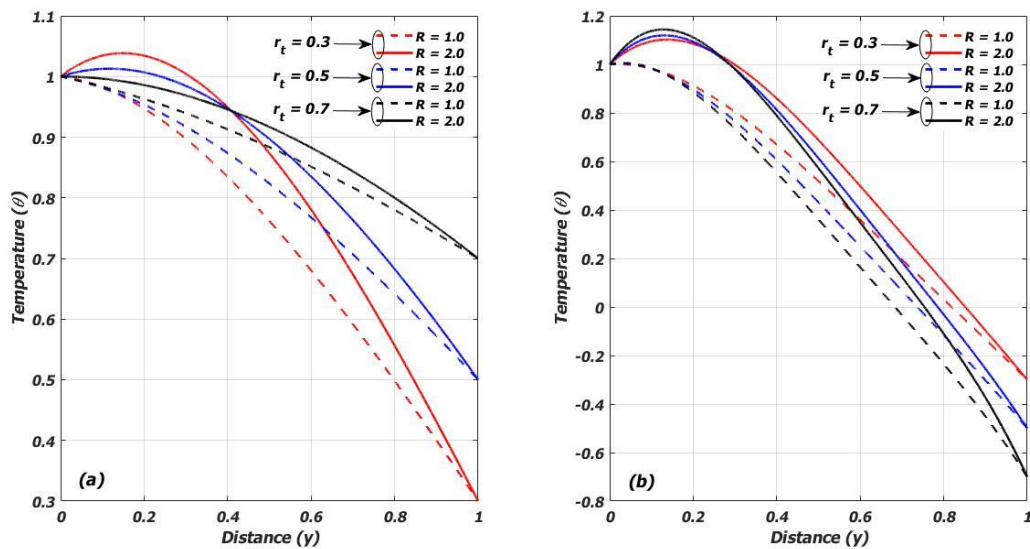 1.1
1
0.9
0.8
0.7
0.6
0.5
0.4
0.3
Temperature (θ)
r_t = 0.3
R = 1.0
R = 2.0
r_t = 0.5
R = 1.0
R = 2.0
r_t = 0.7
R = 1.0
R = 2.0
(a)
0 0.2 0.4 0.6 0.8 1
Distance (y)
1.2
1
0.8
0.6
0.4
0.2
0
-0.2
-0.4
-0.6
-0.8
Temperature (θ)
r_t = 0.3
R = 1.0
R = 2.0
r_t = 0.5
R = 1.0
R = 2.0
r_t = 0.7
R = 1.0
R = 2.0
(b)
0 0.2 0.4 0.6 0.8 1
Distance (y)